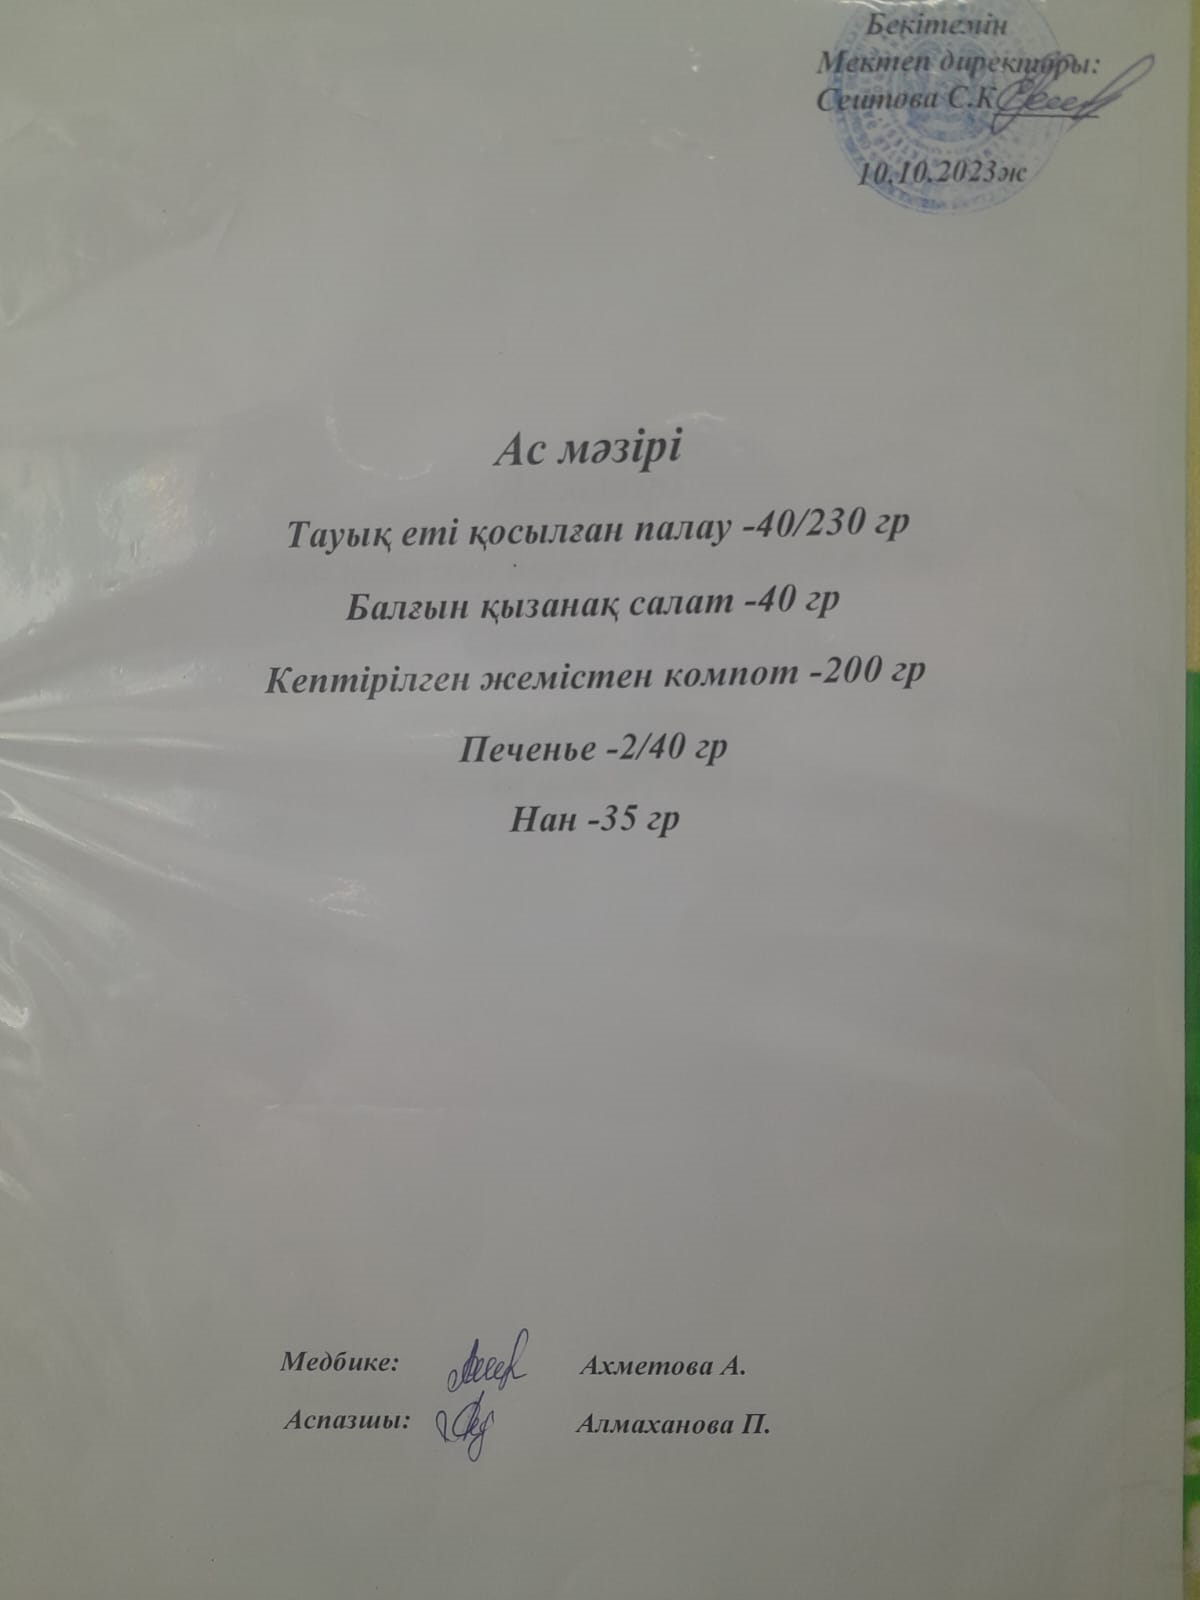 Бекітемін
Мектеп директоры:
Сеитова С.К
10.10.2023ж
Ас мәзірі
Тауық еті қосылған палау -40/230 гр
Балғын қызанақ салат -40 гр
Кептірілген жемістен компот -200 гр
Печенье -2/40 гр
Нан -35 гр
Медбике: Ахметова А.
Аспазшы: Алмаханова П.